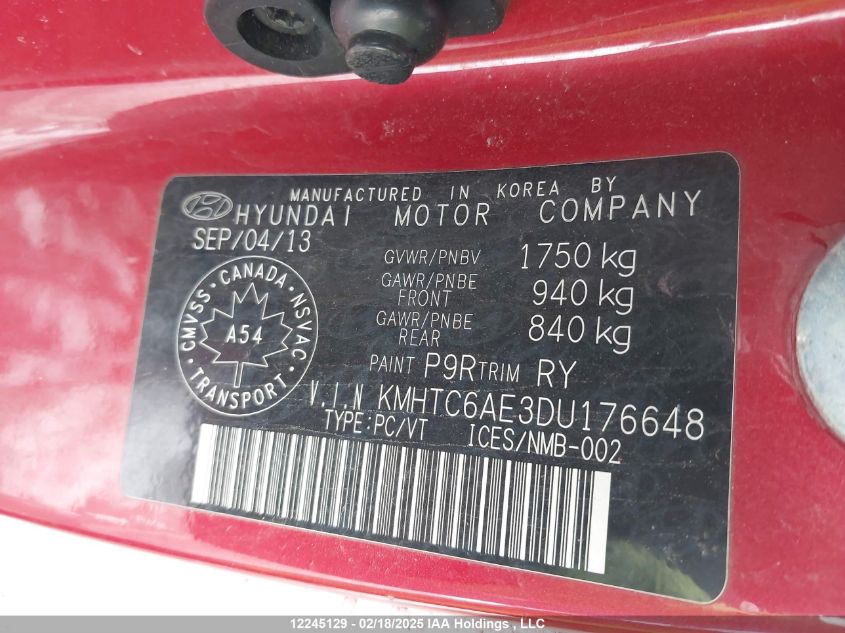 MANUFACTURED IN KOREA BY
HYUNDAI MOTOR COMPANY
SEP/04/13
GVWR/PNBV 1750 kg
GAWR/PNBE FRONT 940 kg
GAWR/PNBE REAR 840 kg
CANADA
CMVSS NSVAC
A54
TRANSPORT
PAINT P9R TRIM RY
V.I.N KMHTC6AE3DU176648
TYPE:PC/VT ICES/NMB-002
12245129 - 02/18/2025 IAA Holdings , LLC